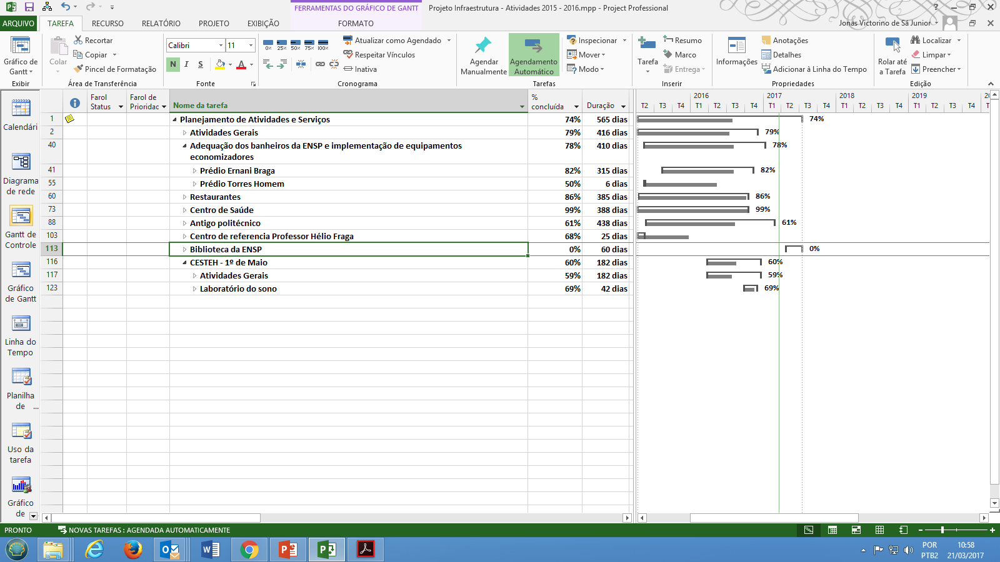 FERRAMENTAS DO GRÁFICO DE GANTT
Projeto Infraestrutura - Atividades 2015 - 2016.mpp - Project Professional
?
ARQUIVO
TAREFA
RECURSO
RELATÓRIO
PROJETO
EXIBIÇÃO
FORMATO
Jonas Victorino de Sá Junior
Gráfico de Gantt
Exibir
Colar
Recortar
Copiar
Pincel de Formatação
Área de Transferência
Calibri
11
N I S
A
Fonte
0% 25% 50% 75% 100%
Atualizar como Agendado
Respeitar Vínculos
Inativa
Cronograma
Agendar Manualmente
Agendamento Automático
Inspecionar
Mover
Modo
Tarefas
Tarefa
Resumo
Marco
Entrega
Inserir
Informações
Anotações
Detalhes
Adicionar à Linha do Tempo
Propriedades
Rolar até a Tarefa
Localizar
Limpar
Preencher
Edição
Calendári
Diagrama de rede
Gantt de Controle
Gráfico de Gantt
Linha do Tempo
Planilha de ...
Uso da tarefa
Gráfico de
Farol Status
Farol de Prioridac
Nome da tarefa
% concluída
Duração
2016 2017 2018 2019 20
T2 T3 T4 T1 T2 T3 T4 T1 T2 T3 T4 T1 T2 T3 T4 T1 T2 T3 T4 T
1 Planejamento de Atividades e Serviços 74% 565 dias 74%
2 Atividades Gerais 79% 416 dias 79%
40 Adequação dos banheiros da ENSP e implementação de equipamentos 78% 410 dias 78%
economizadores
41 Prédio Ernani Braga 82% 315 dias 82%
55 Prédio Torres Homem 50% 6 dias
60 Restaurantes 86% 385 dias 86%
73 Centro de Saúde 99% 388 dias 99%
88 Antigo politécnico 61% 438 dias 61%
103 Centro de referencia Professor Hélio Fraga 68% 25 dias
113 Biblioteca da ENSP 0% 60 dias 0%
116 CESTEH - 1º de Maio 60% 182 dias 60%
117 Atividades Gerais 59% 182 dias 59%
123 Laboratório do sono 69% 42 dias 69%
PRONTO
NOVAS TAREFAS : AGENDADA AUTOMATICAMENTE
POR
PTB2
10:58
21/03/2017